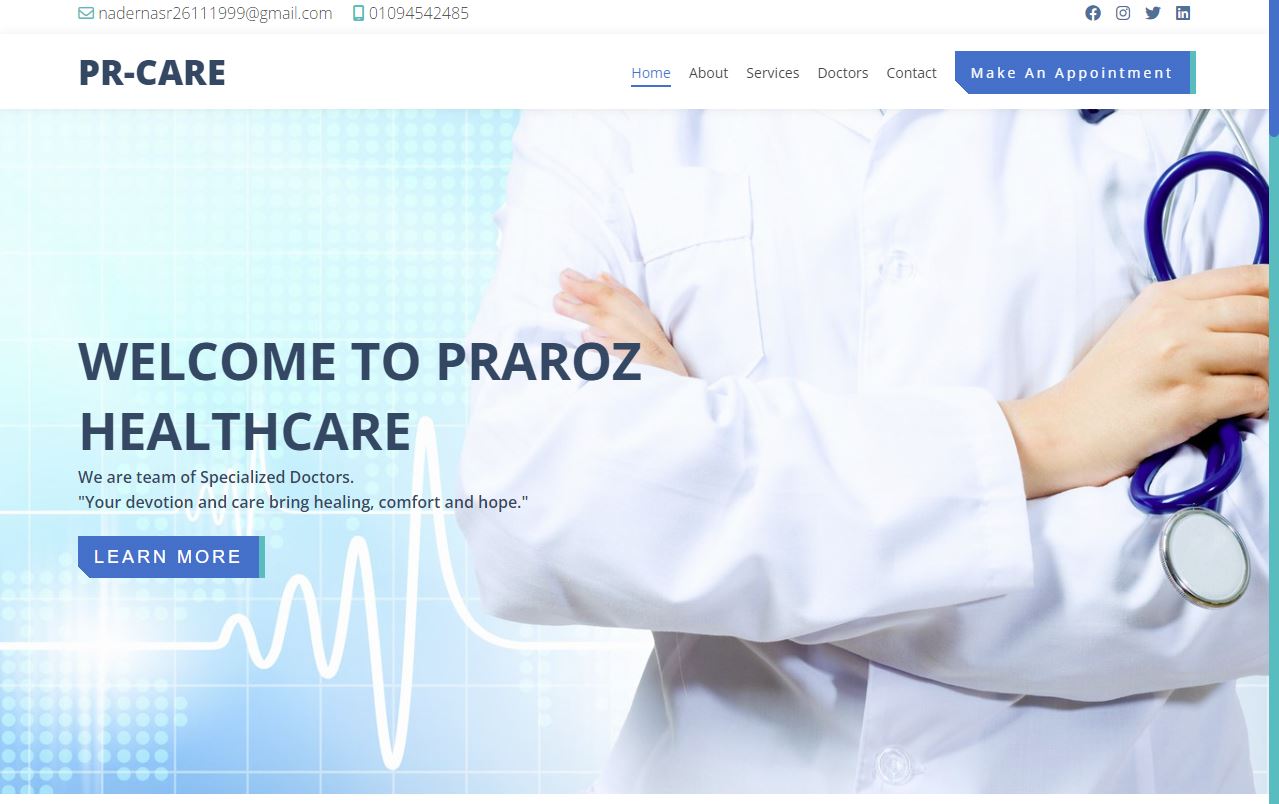 nadernasr26111999@gmail.com 01094542485
PR-CARE
Home About Services Doctors Contact Make An Appointment
WELCOME TO PRAROZ
HEALTHCARE
We are team of Specialized Doctors.
"Your devotion and care bring healing, comfort and hope."
LEARN MORE